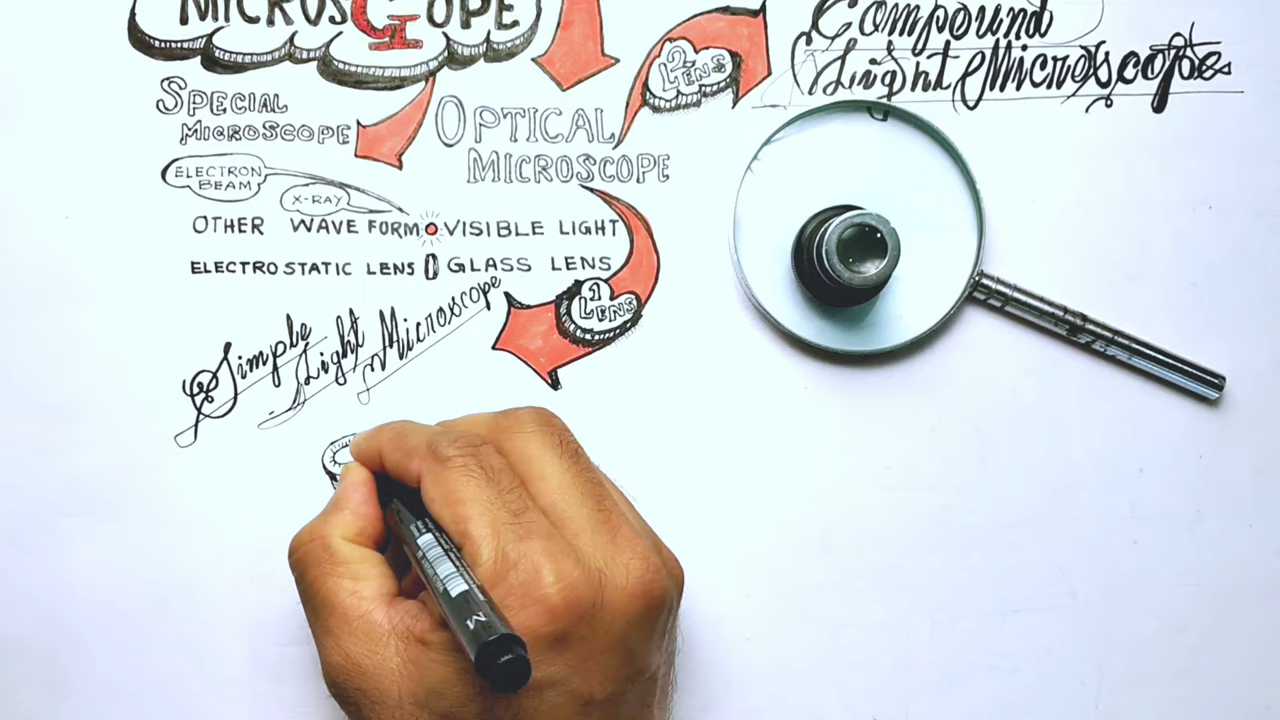 MICROSCOPE
SPECIAL
MICROSCOPE
ELECTRON
BEAM
X-RAY
OPTICAL
MICROSCOPE
2
LENS
Compound
Light Microscope
OTHER WAVE FORM VISIBLE LIGHT
ELECTROSTATIC LENS GLASS LENS
1
LENS
Simple
Light Microscope
M